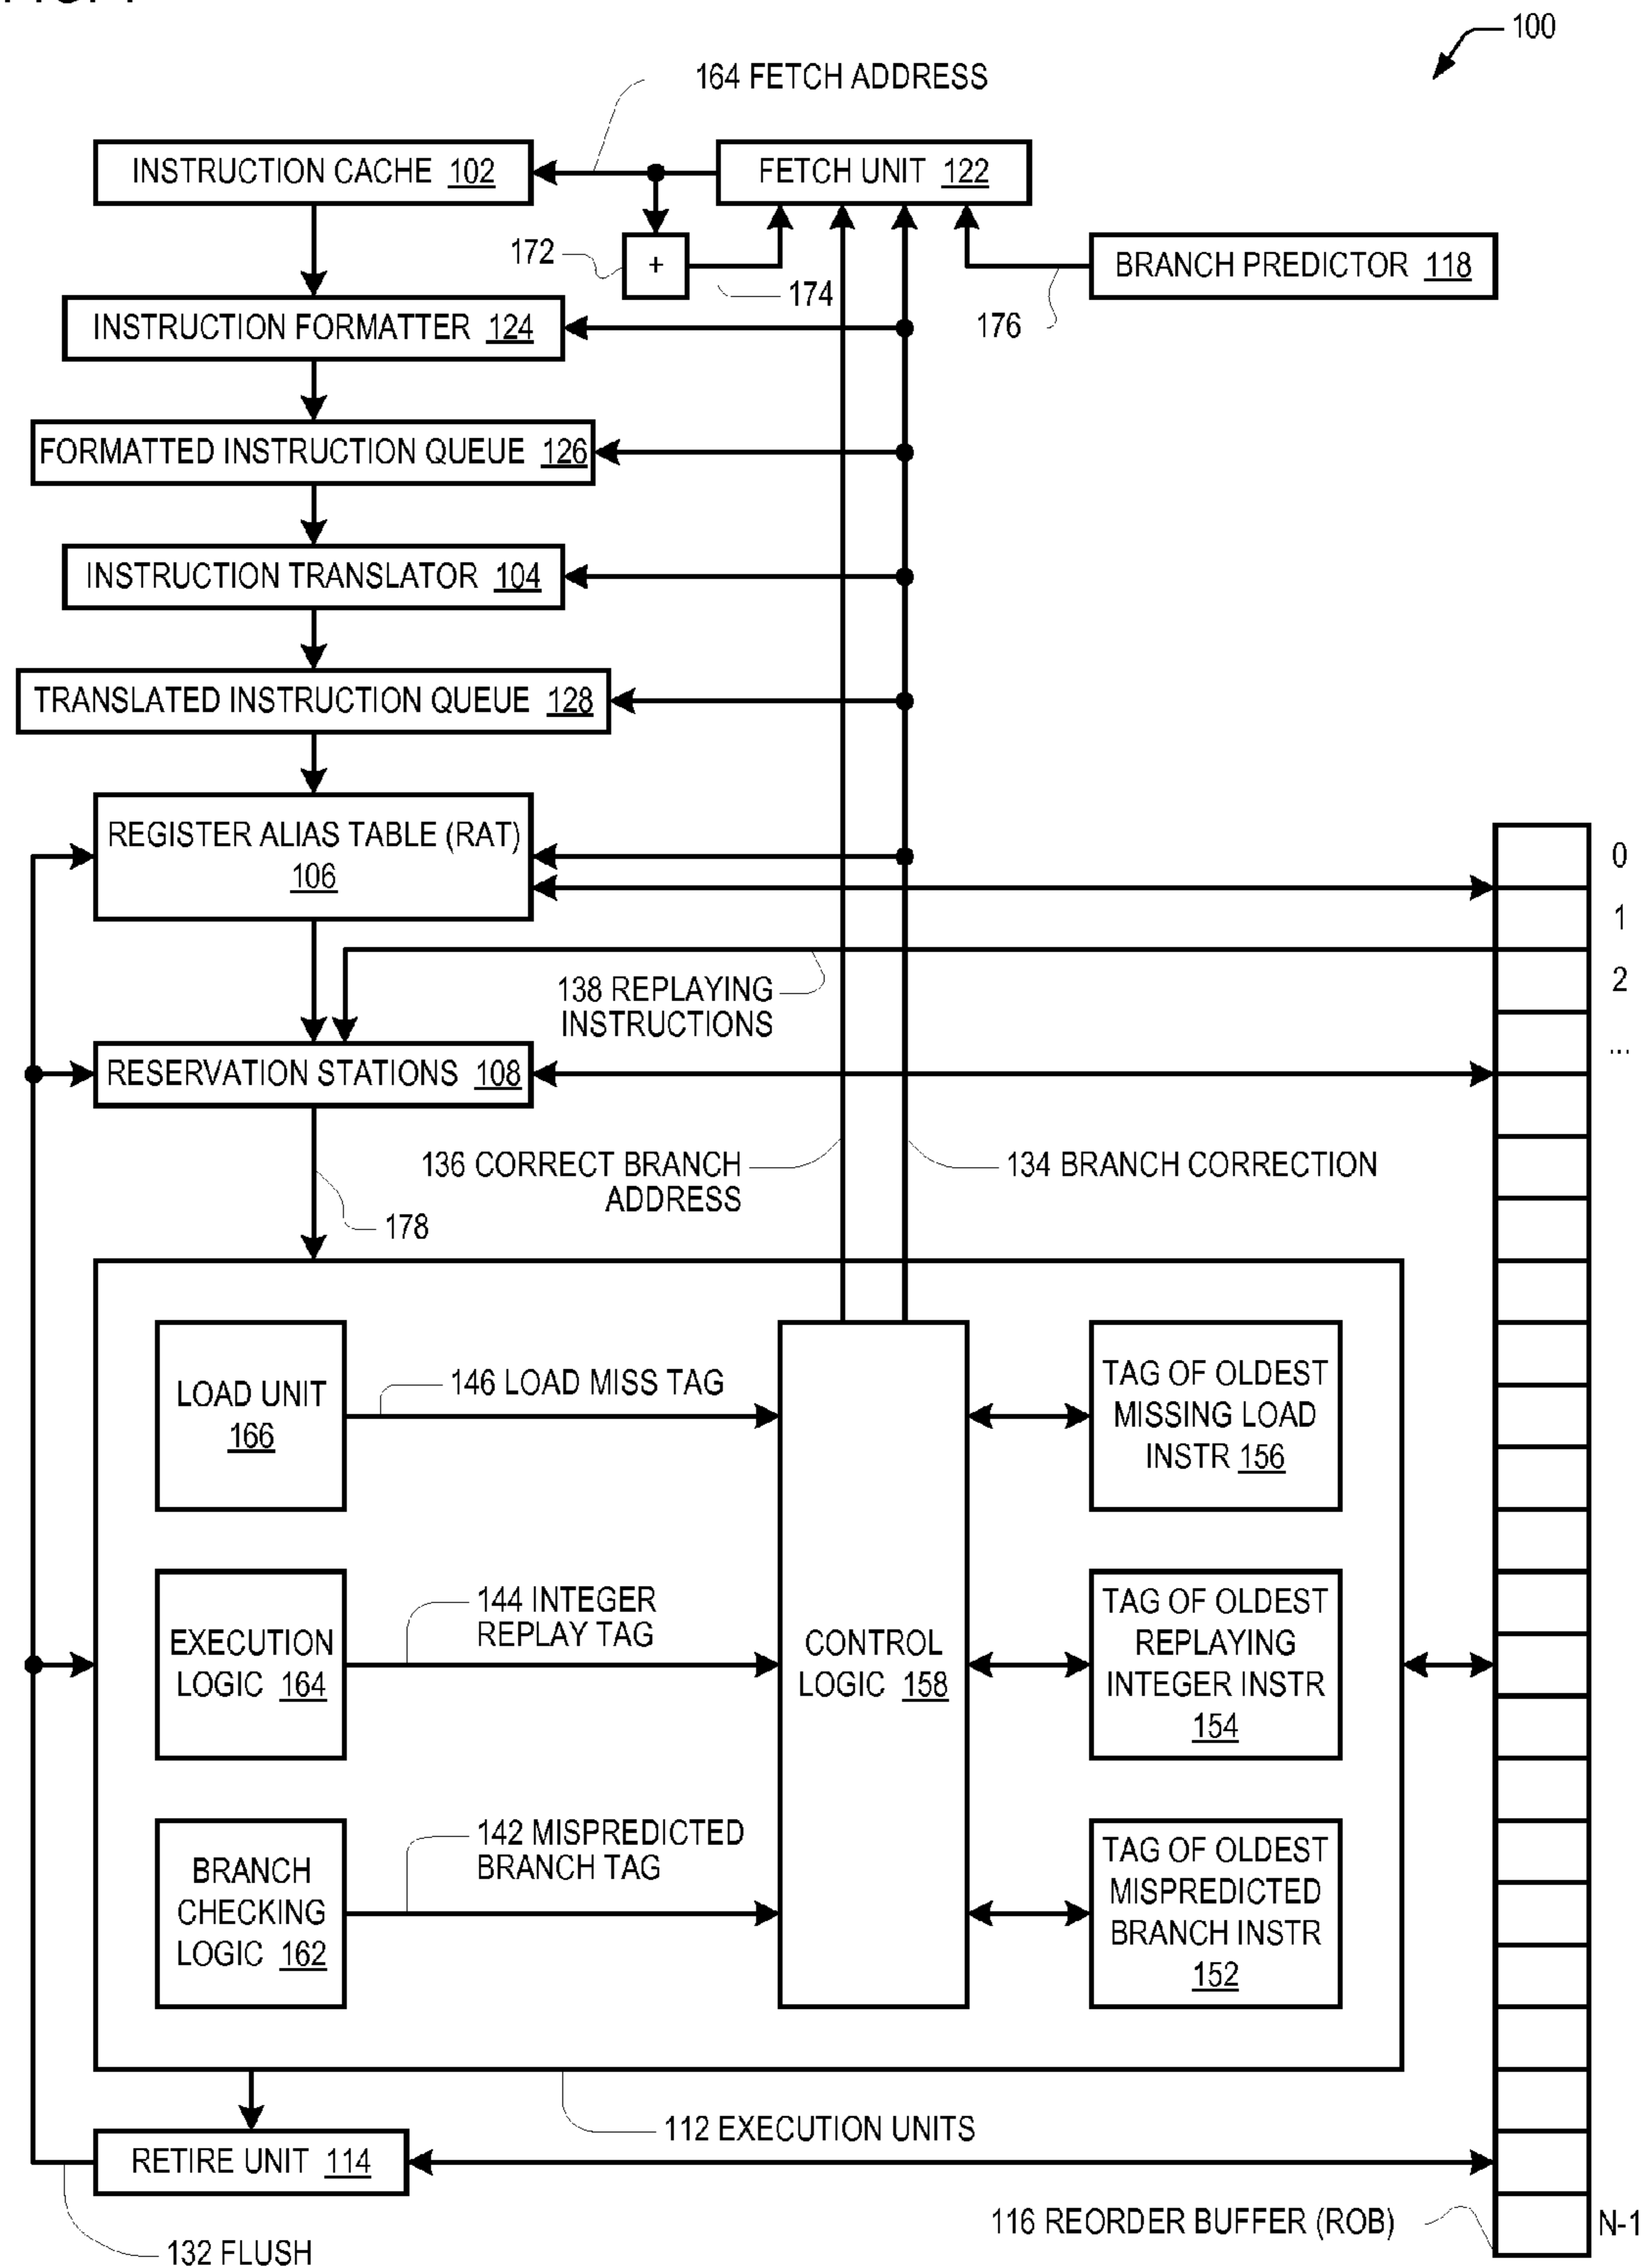 100
164 FETCH ADDRESS
INSTRUCTION CACHE 102
FETCH UNIT 122
172
+
174
BRANCH PREDICTOR 118
176
INSTRUCTION FORMATTER 124
FORMATTED INSTRUCTION QUEUE 126
INSTRUCTION TRANSLATOR 104
TRANSLATED INSTRUCTION QUEUE 128
REGISTER ALIAS TABLE (RAT)
106
0
1
2
...
138 REPLAYING
INSTRUCTIONS
RESERVATION STATIONS 108
136 CORRECT BRANCH
ADDRESS
134 BRANCH CORRECTION
178
LOAD UNIT
166
146 LOAD MISS TAG
TAG OF OLDEST
MISSING LOAD
INSTR 156
EXECUTION
LOGIC 164
144 INTEGER
REPLAY TAG
CONTROL
LOGIC 158
TAG OF OLDEST
REPLAYING
INTEGER INSTR
154
BRANCH
CHECKING
LOGIC 162
142 MISPREDICTED
BRANCH TAG
TAG OF OLDEST
MISPREDICTED
BRANCH INSTR
152
112 EXECUTION UNITS
RETIRE UNIT 114
132 FLUSH
116 REORDER BUFFER (ROB)
N-1